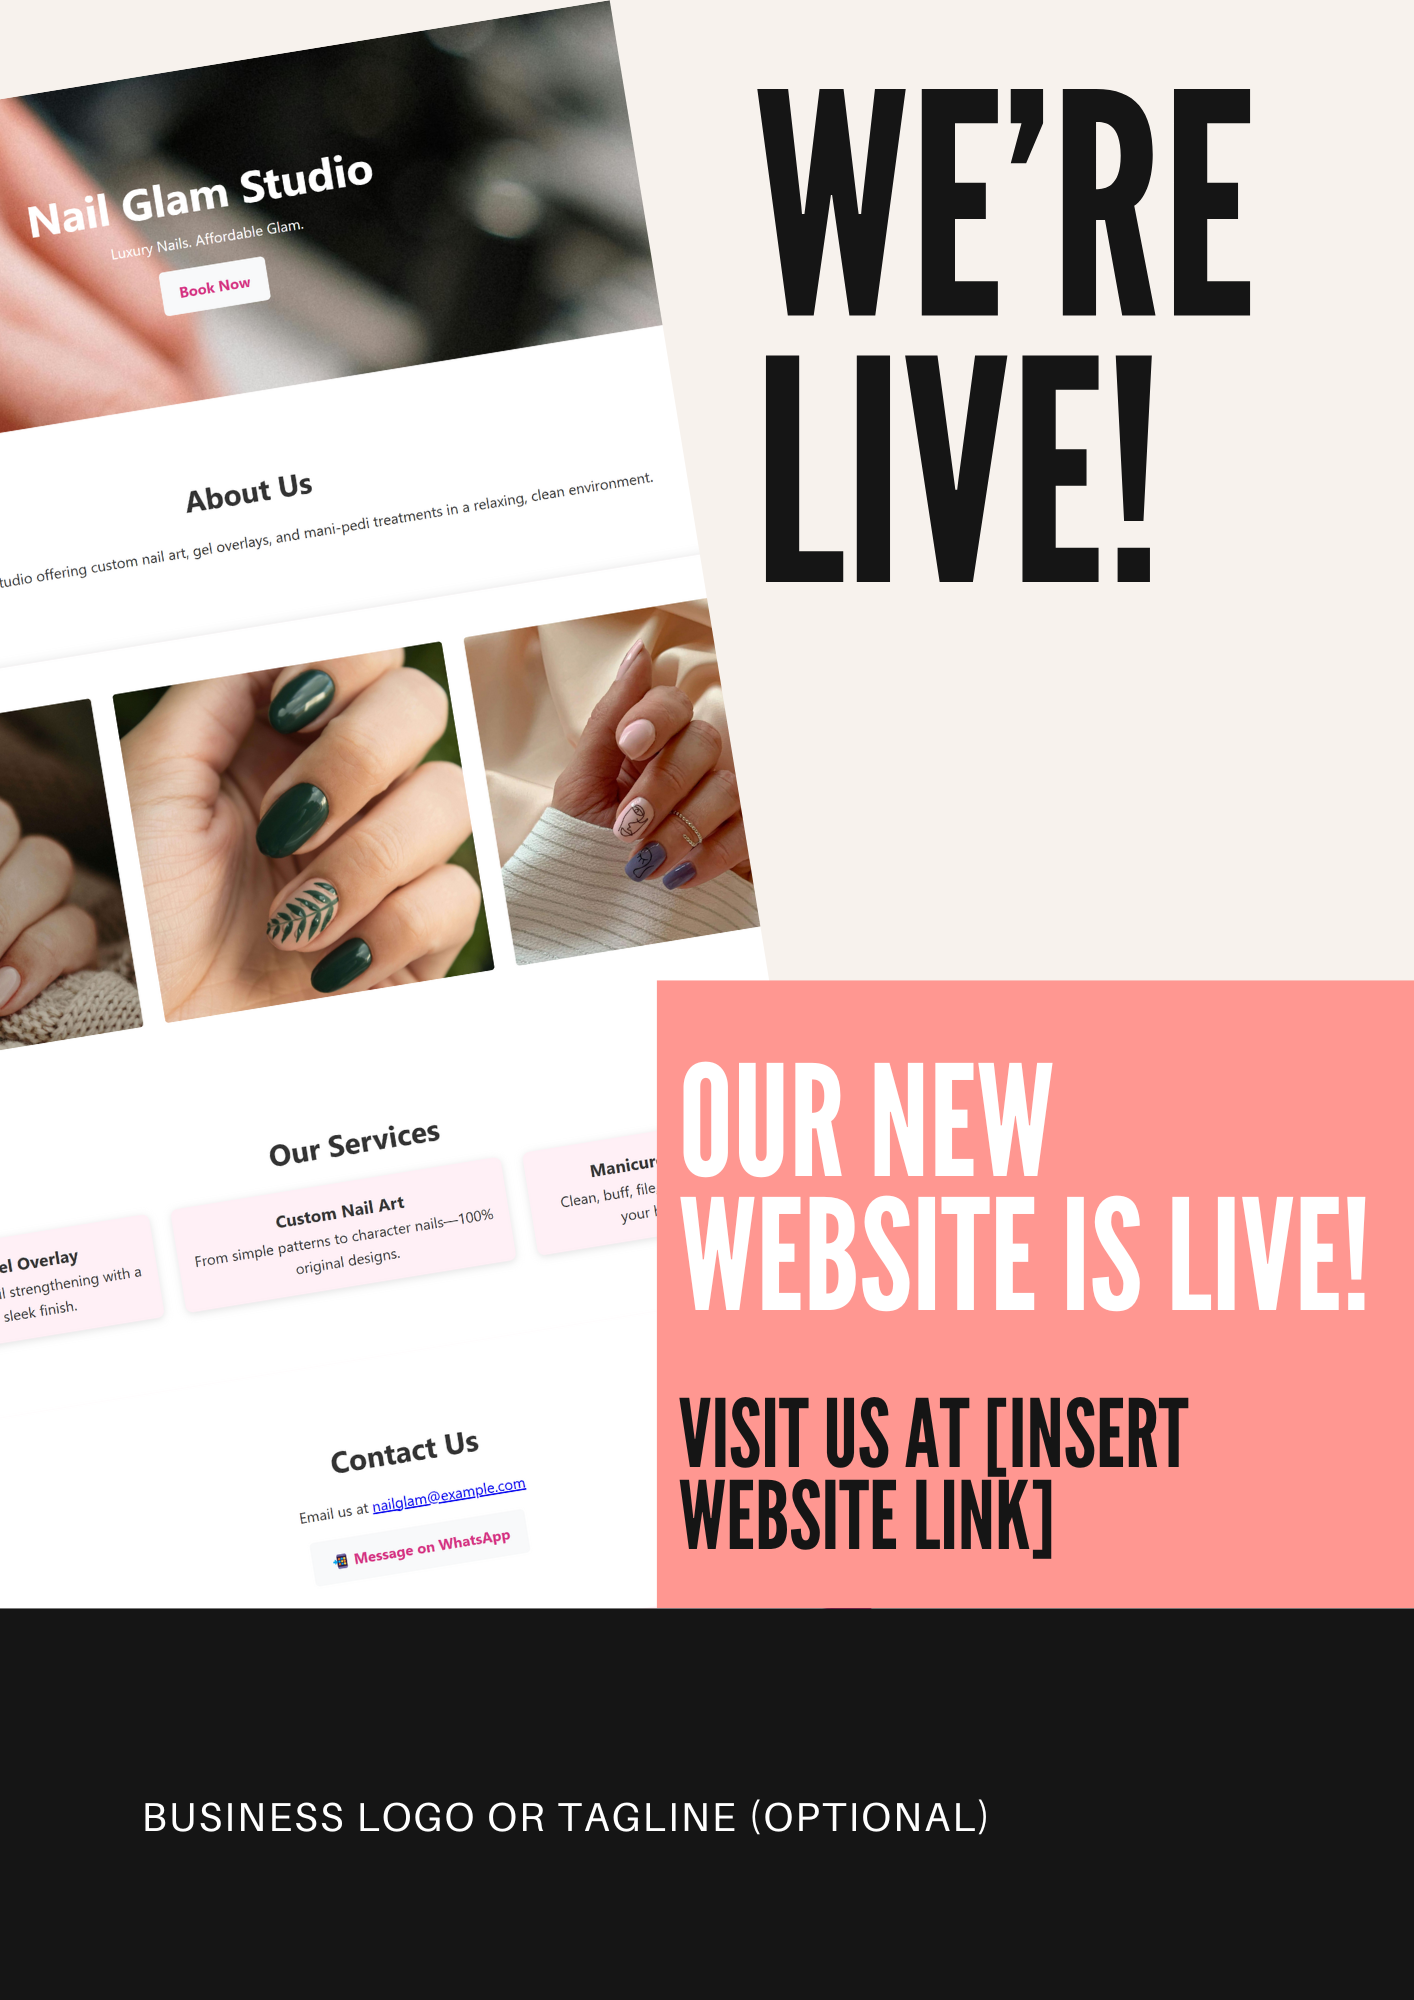 WE’RE
LIVE!
Nail Glam Studio
Luxury Nails. Affordable Glam.
Book Now
About Us
offering custom nail art, gel overlays, and mani-pedi treatments in a relaxing, clean environment.
Our Services
Overlay
strengthening with a
sleek finish.
Custom Nail Art
From simple patterns to character nails—100%
original designs.
Clean, buff, file
your
Contact Us
Email us at nailglam@example.com
Message on WhatsApp
OUR NEW
WEBSITE IS LIVE!
VISIT US AT [INSERT
WEBSITE LINK]
BUSINESS LOGO OR TAGLINE (OPTIONAL)